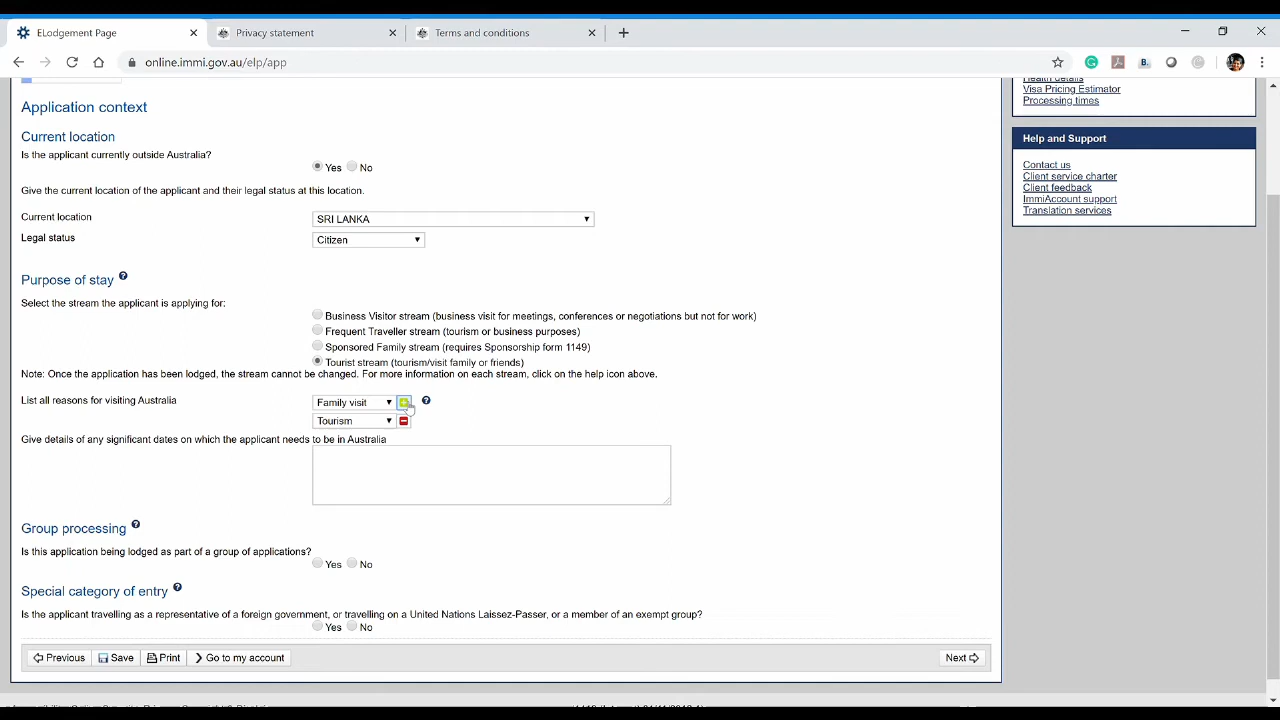 ELodgement Page
Privacy statement
Terms and conditions
online.immi.gov.au/elp/app
Application context
Current location
Is the applicant currently outside Australia?
Yes No
Give the current location of the applicant and their legal status at this location.
Current location SRI LANKA
Legal status Citizen
Purpose of stay
Select the stream the applicant is applying for:
Business Visitor stream (business visit for meetings, conferences or negotiations but not for work)
Frequent Traveller stream (tourism or business purposes)
Sponsored Family stream (requires Sponsorship form 1149)
Tourist stream (tourism/visit family or friends)
Note: Once the application has been lodged, the stream cannot be changed. For more information on each stream, click on the help icon above.
List all reasons for visiting Australia Family visit
Tourism
Give details of any significant dates on which the applicant needs to be in Australia
Group processing
Is this application being lodged as part of a group of applications?
Yes No
Special category of entry
Is the applicant travelling as a representative of a foreign government, or travelling on a United Nations Laissez-Passer, or a member of an exempt group?
Yes No
Previous Save Print Go to my account Next
Health details
Visa Pricing Estimator
Processing times
Help and Support
Contact us
Client service charter
Client feedback
ImmiAccount support
Translation services